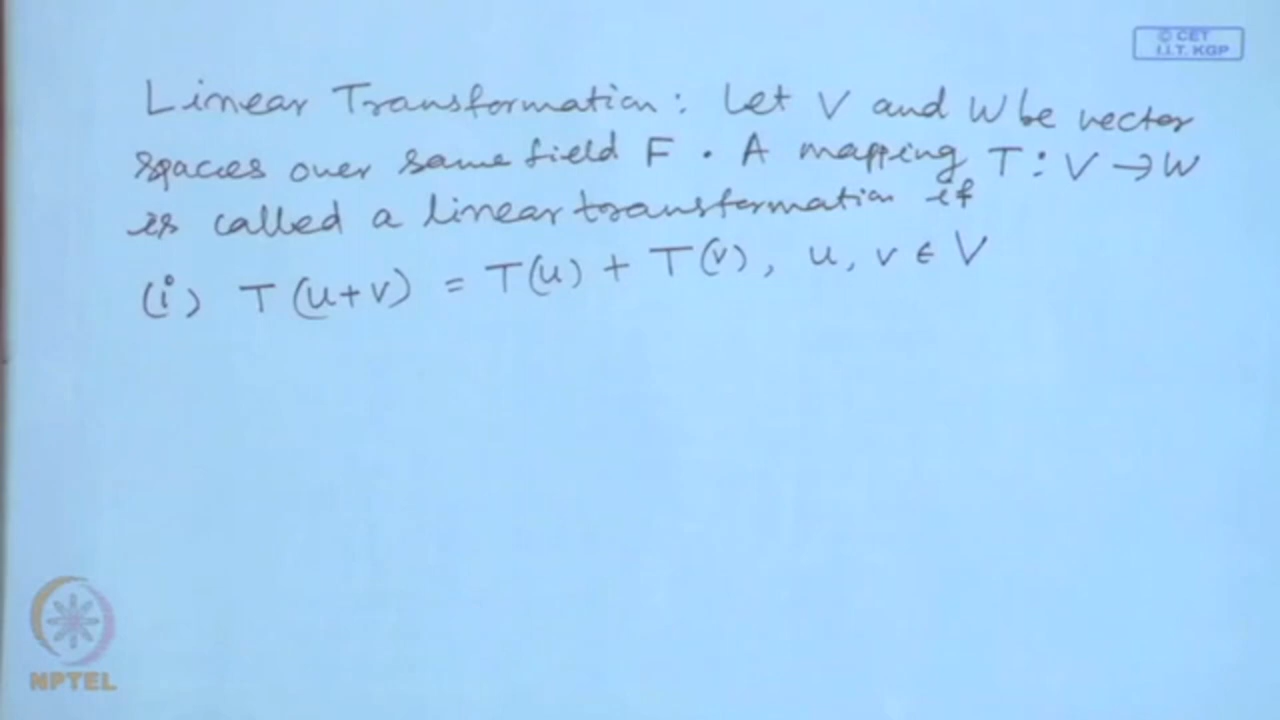 © CET
I.I.T. KGP
Linear Transformation: Let V and W be vector
spaces over same field F. A mapping T: V → W
is called a linear transformation if
(i) T(u+v) = T(u) + T(v), u, v ∈ V
NPTEL